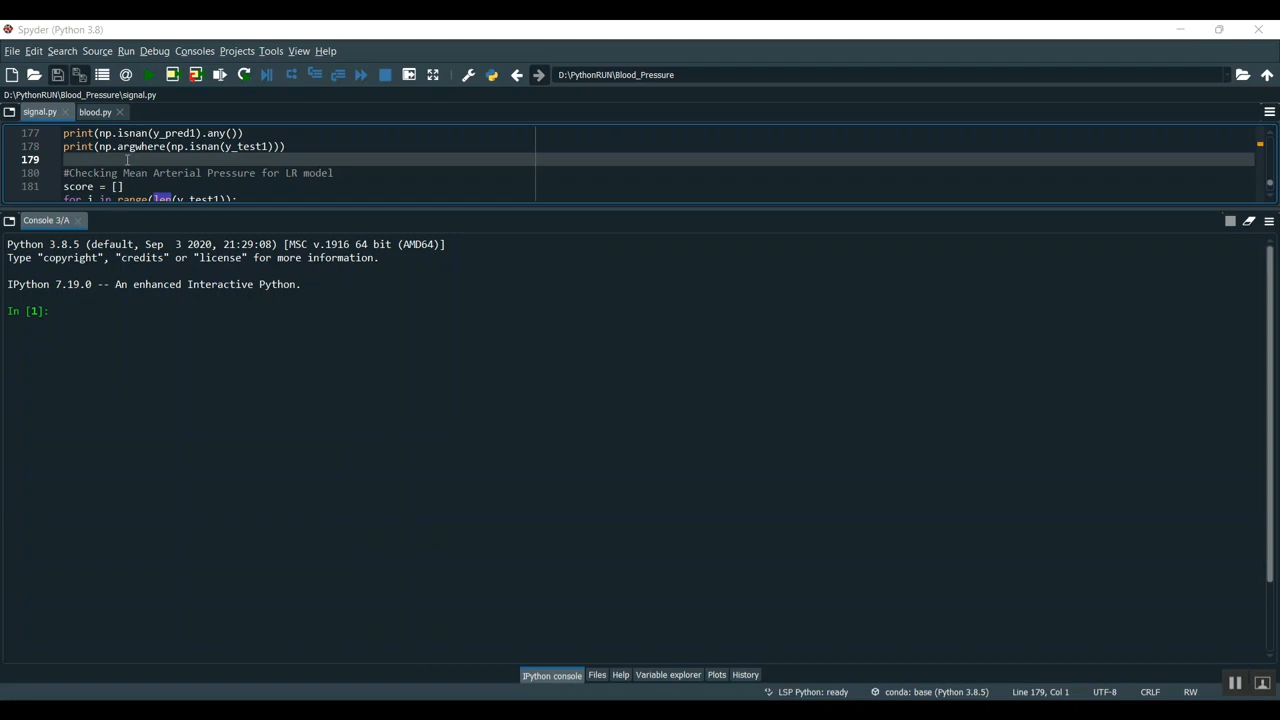 Spyder (Python 3.8)
File Edit Search Source Run Debug Consoles Projects Tools View Help
D:\PythonRUN\Blood_Pressure
D:\PythonRUN\Blood_Pressure\signal.py
signal.py blood.py
177 print(np.isnan(y_pred1).any())
178 print(np.argwhere(np.isnan(y_test1)))
179
180 #Checking Mean Arterial Pressure for LR model
181 score = []
for i in range(len(y_test1)):
Console 3/A
Python 3.8.5 (default, Sep  3 2020, 21:29:08) [MSC v.1916 64 bit (AMD64)]
Type "copyright", "credits" or "license" for more information.
IPython 7.19.0 -- An enhanced Interactive Python.
In [1]:
IPython console Files Help Variable explorer Plots History
LSP Python: ready conda: base (Python 3.8.5) Line 179, Col 1 UTF-8 CRLF RW